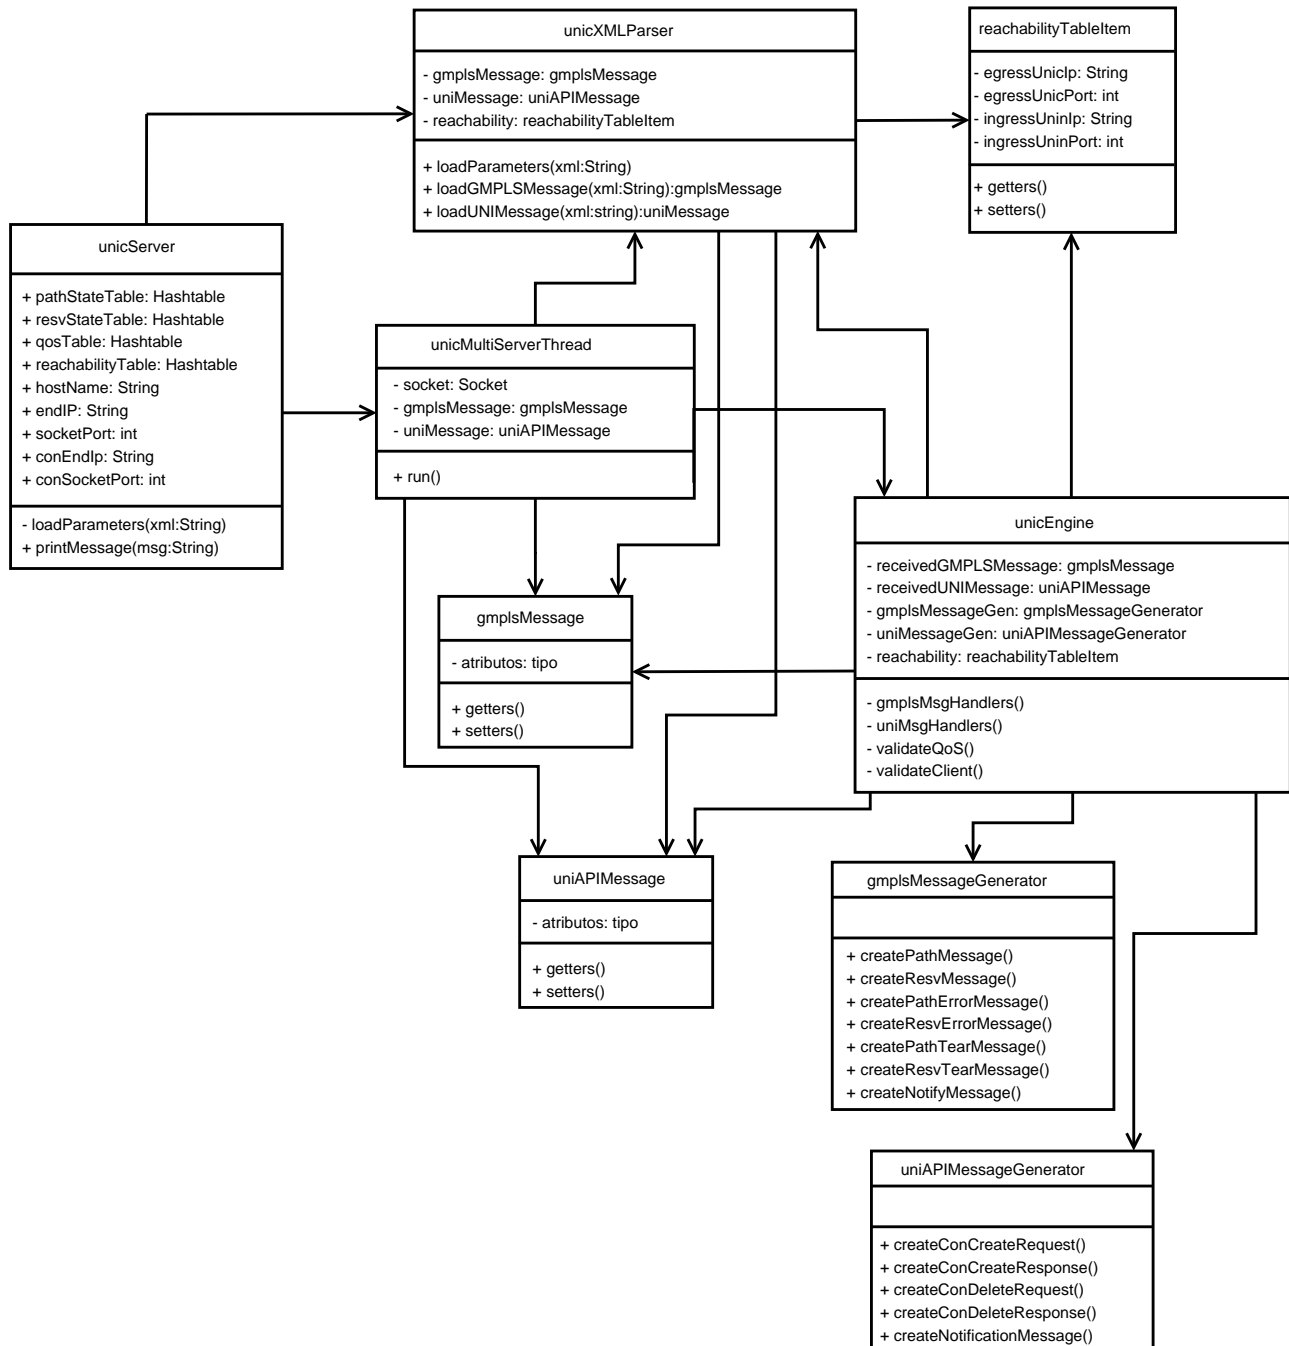 unicXMLParser
- gmplsMessage: gmplsMessage
- uniMessage: uniAPIMessage
- reachability: reachabilityTableItem
+ loadParameters(xml:String)
+ loadGMPLSMessage(xml:String):gmplsMessage
+ loadUNIMessage(xml:string):uniMessage
reachabilityTableItem
- egressUnicIp: String
- egressUnicPort: int
- ingressUninIp: String
- ingressUninPort: int
+ getters()
+ setters()
unicServer
+ pathStateTable: Hashtable
+ resvStateTable: Hashtable
+ qosTable: Hashtable
+ reachabilityTable: Hashtable
+ hostName: String
+ endIP: String
+ socketPort: int
+ conEndIp: String
+ conSocketPort: int
- loadParameters(xml:String)
+ printMessage(msg:String)
unicMultiServerThread
- socket: Socket
- gmplsMessage: gmplsMessage
- uniMessage: uniAPIMessage
+ run()
unicEngine
- receivedGMPLSMessage: gmplsMessage
- receivedUNIMessage: uniAPIMessage
- gmplsMessageGen: gmplsMessageGenerator
- uniMessageGen: uniAPIMessageGenerator
- reachability: reachabilityTableItem
- gmplsMsgHandlers()
- uniMsgHandlers()
- validateQoS()
- validateClient()
gmplsMessage
- atributos: tipo
+ getters()
+ setters()
uniAPIMessage
- atributos: tipo
+ getters()
+ setters()
gmplsMessageGenerator
+ createPathMessage()
+ createResvMessage()
+ createPathErrorMessage()
+ createResvErrorMessage()
+ createPathTearMessage()
+ createResvTearMessage()
+ createNotifyMessage()
uniAPIMessageGenerator
+ createConCreateRequest()
+ createConCreateResponse()
+ createConDeleteRequest()
+ createConDeleteResponse()
+ createNotificationMessage()